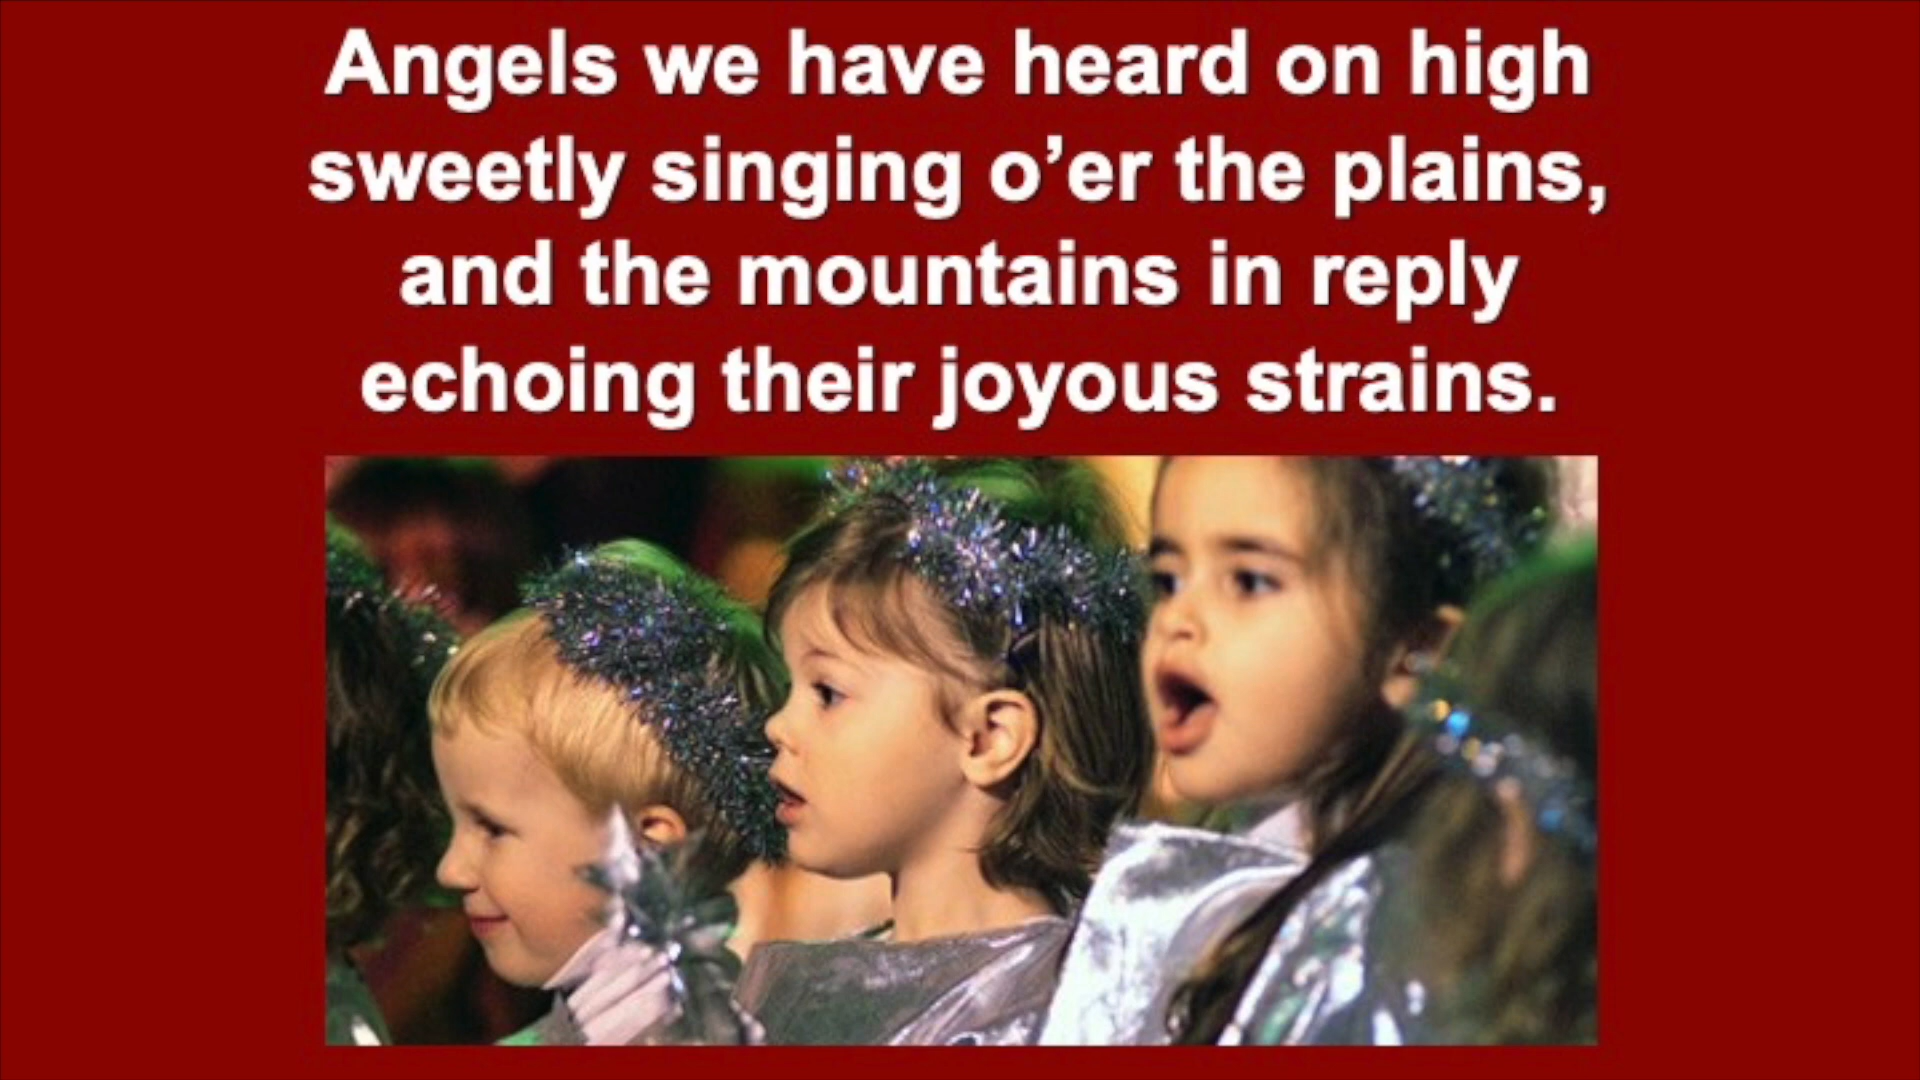 Angels we have heard on high
sweetly singing o’er the plains,
and the mountains in reply
echoing their joyous strains.